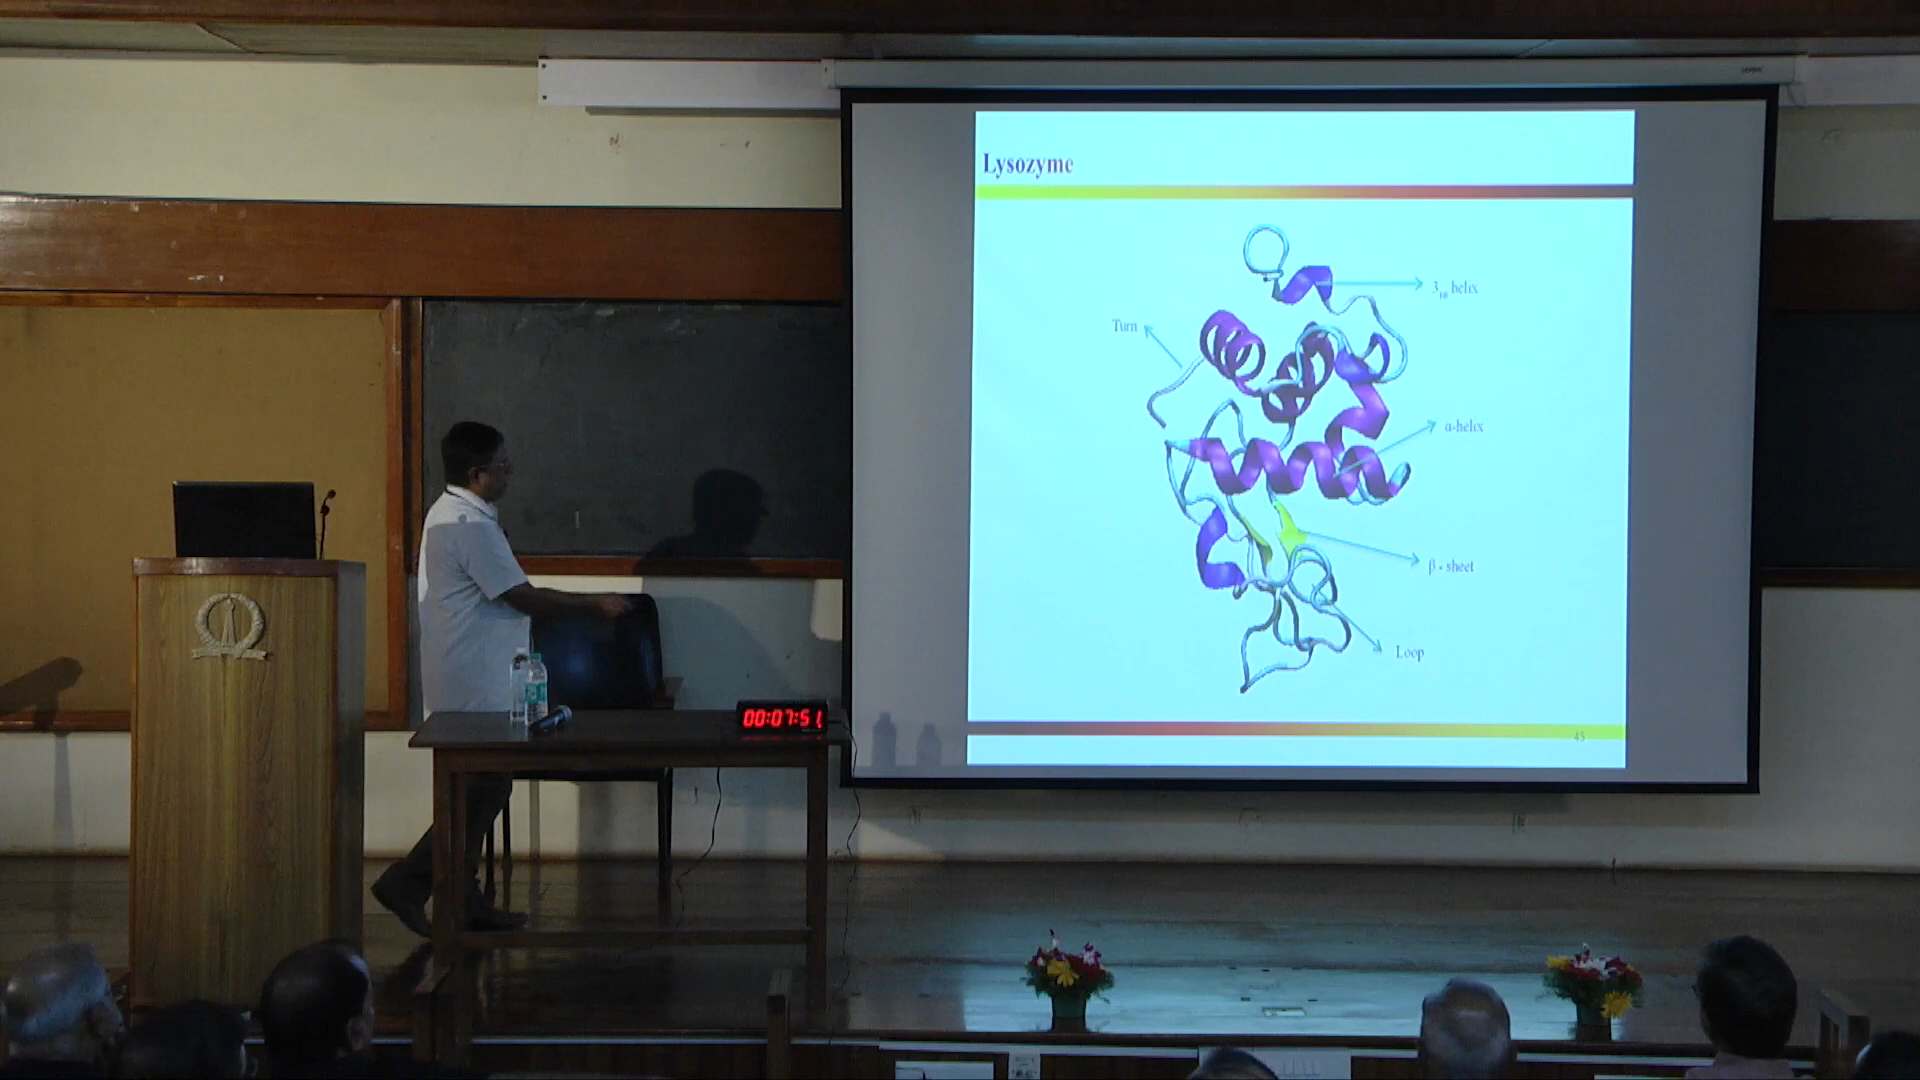 Lysozyme
3₁₀ helix
Turn
α-helix
β - sheet
Loop
00:07:51
45